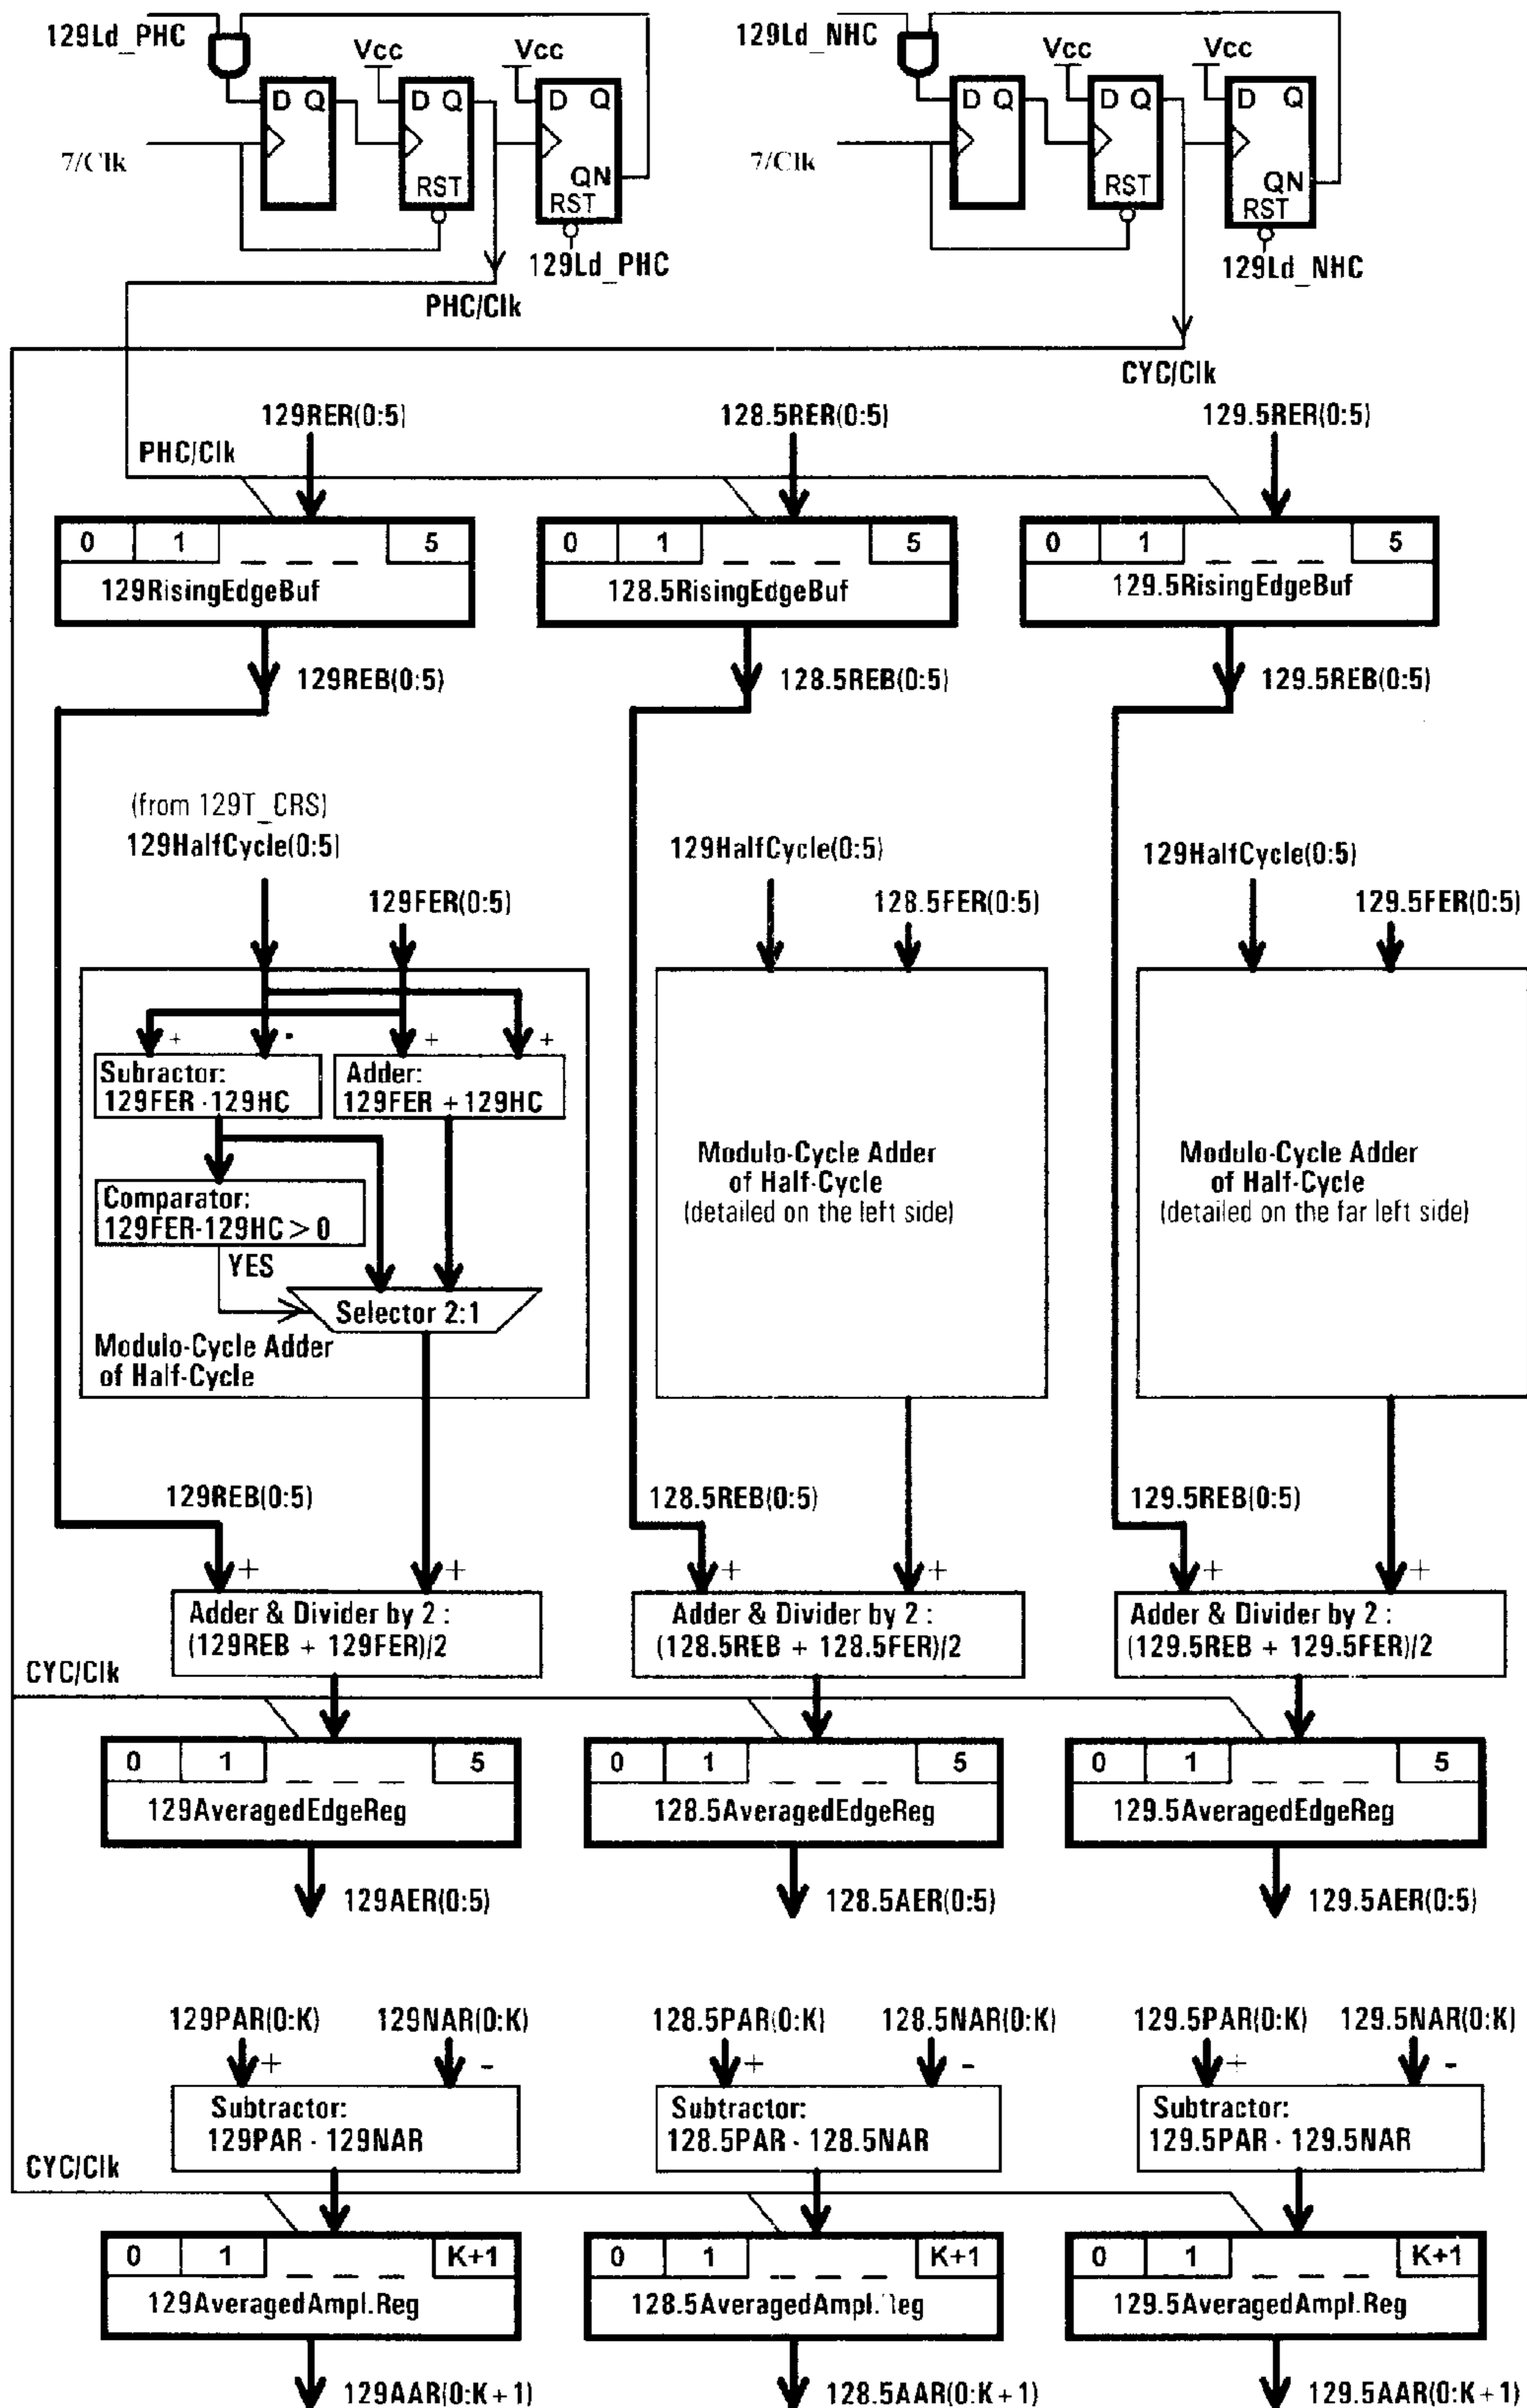 129Ld_PHC
Vcc
Vcc
D Q
D Q
D Q
7/Clk
RST
QN
RST
129Ld_PHC
PHC/Clk
129Ld_NHC
Vcc
Vcc
D Q
D Q
D Q
7/Clk
RST
QN
RST
129Ld_NHC
CYC/Clk
129RER(0:5)
128.5RER(0:5)
129.5RER(0:5)
PHC/Clk
0 1 5
129RisingEdgeBuf
0 1 5
128.5RisingEdgeBuf
0 1 5
129.5RisingEdgeBuf
129REB(0:5)
128.5REB(0:5)
129.5REB(0:5)
(from 129T_CRS)
129HalfCycle(0:5)
129FER(0:5)
129HalfCycle(0:5)
128.5FER(0:5)
129HalfCycle(0:5)
129.5FER(0:5)
+ - + +
Subractor:
129FER - 129HC
Adder:
129FER + 129HC
Comparator:
129FER-129HC > 0
YES
Selector 2:1
Modulo-Cycle Adder
of Half-Cycle
Modulo-Cycle Adder
of Half-Cycle
(detailed on the left side)
Modulo-Cycle Adder
of Half-Cycle
(detailed on the far left side)
129REB(0:5)
128.5REB(0:5)
129.5REB(0:5)
+ + + + + +
Adder & Divider by 2 :
(129REB + 129FER)/2
Adder & Divider by 2 :
(128.5REB + 128.5FER)/2
Adder & Divider by 2 :
(129.5REB + 129.5FER)/2
CYC/Clk
0 1 5
129AveragedEdgeReg
0 1 5
128.5AveragedEdgeReg
0 1 5
129.5AveragedEdgeReg
129AER(0:5)
128.5AER(0:5)
129.5AER(0:5)
129PAR(0:K) 129NAR(0:K)
128.5PAR(0:K) 128.5NAR(0:K)
129.5PAR(0:K) 129.5NAR(0:K)
+ - + - + -
Subtractor:
129PAR - 129NAR
Subtractor:
128.5PAR - 128.5NAR
Subtractor:
129.5PAR - 129.5NAR
CYC/Clk
0 1 K+1
129AveragedAmpl.Reg
0 1 K+1
128.5AveragedAmpl.Reg
0 1 K+1
129.5AveragedAmpl.Reg
129AAR(0:K+1)
128.5AAR(0:K+1)
129.5AAR(0:K+1)